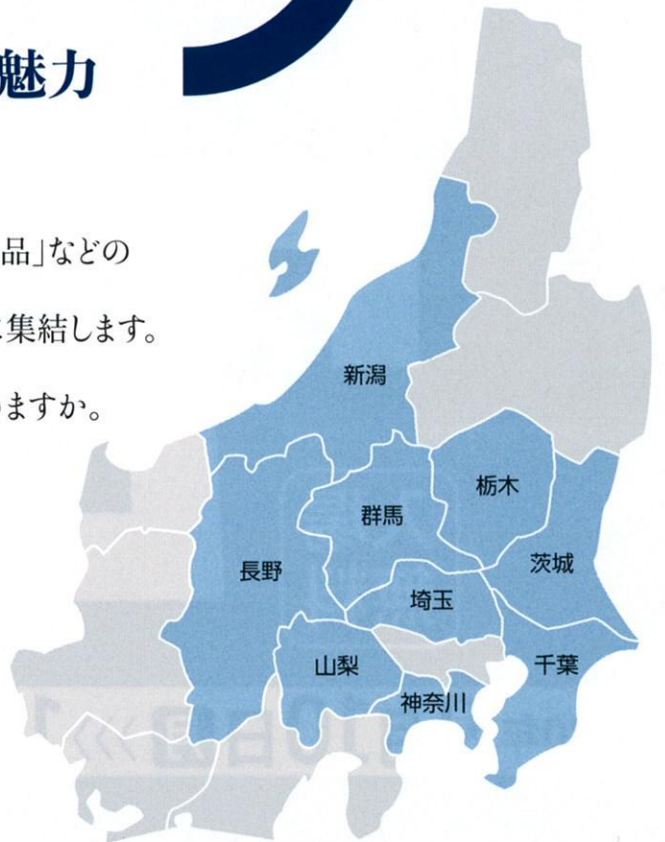 魅力
品」などの
集結します。
ますか。
新潟
栃木
群馬
茨城
長野
埼玉
山梨
千葉
神奈川